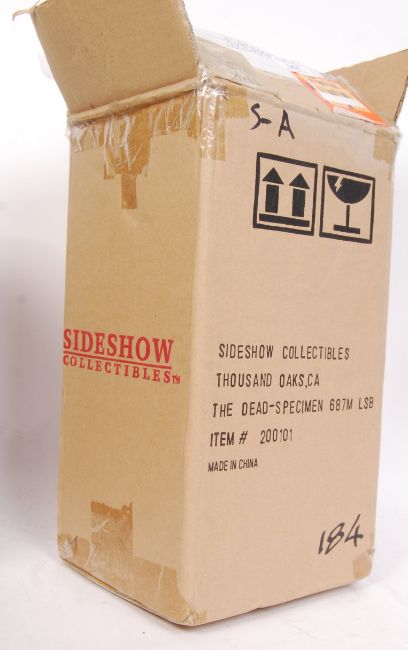 S-A
SIDESHOW
COLLECTIBLES™
SIDESHOW COLLECTIBLES
THOUSAND OAKS,CA
THE DEAD-SPECIMEN 687M LSB
ITEM # 200101
MADE IN CHINA
184